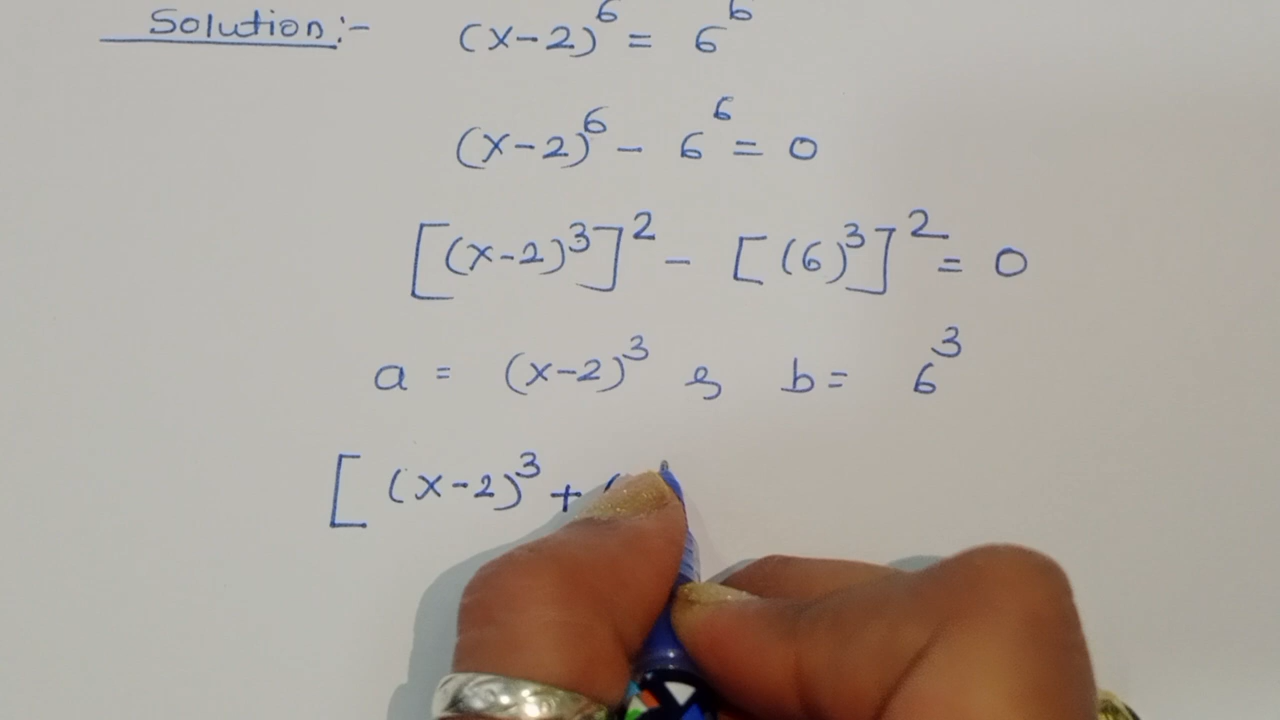 Solution:- (x-2)^6 = 6^6
(x-2)^6 - 6^6 = 0
[(x-2)^3]^2 - [(6)^3]^2 = 0
a = (x-2)^3 & b = 6^3
[ (x-2)^3 + (